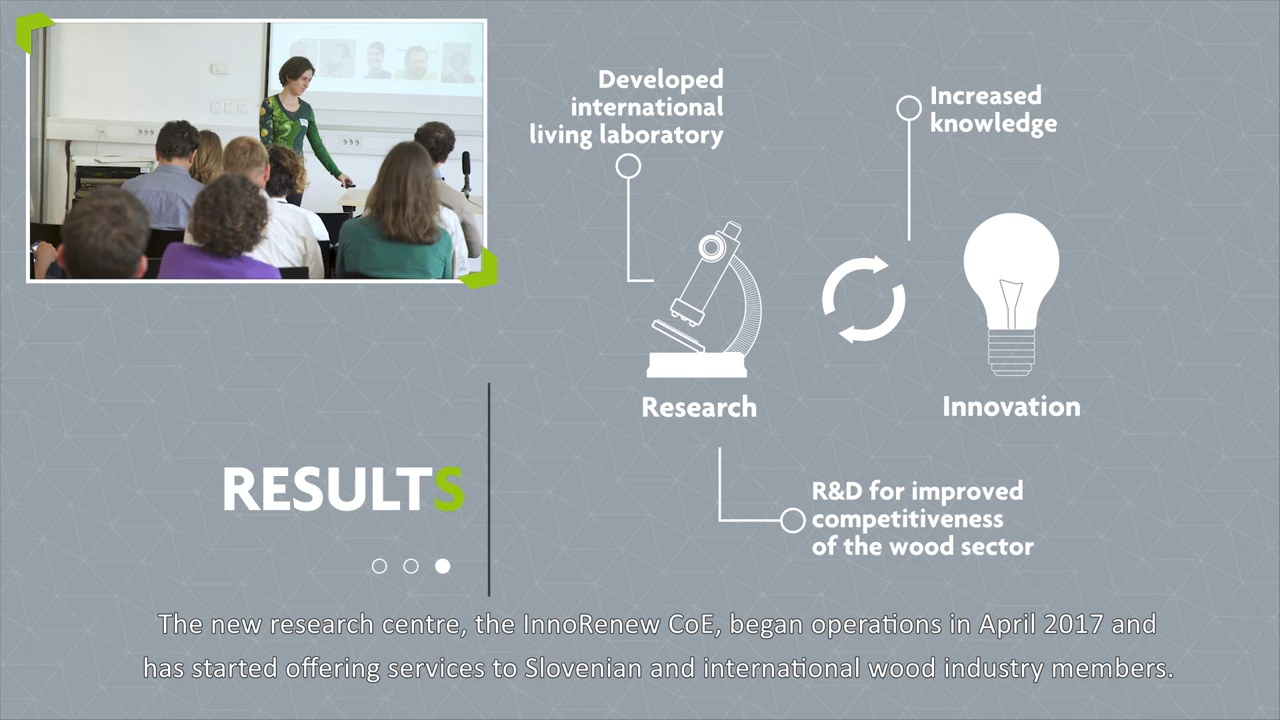 Developed
international
living laboratory
Increased
knowledge
Research
Innovation
RESULTS
R&D for improved
competitiveness
of the wood sector
The new research centre, the InnoRenew CoE, began operations in April 2017 and
has started offering services to Slovenian and international wood industry members.